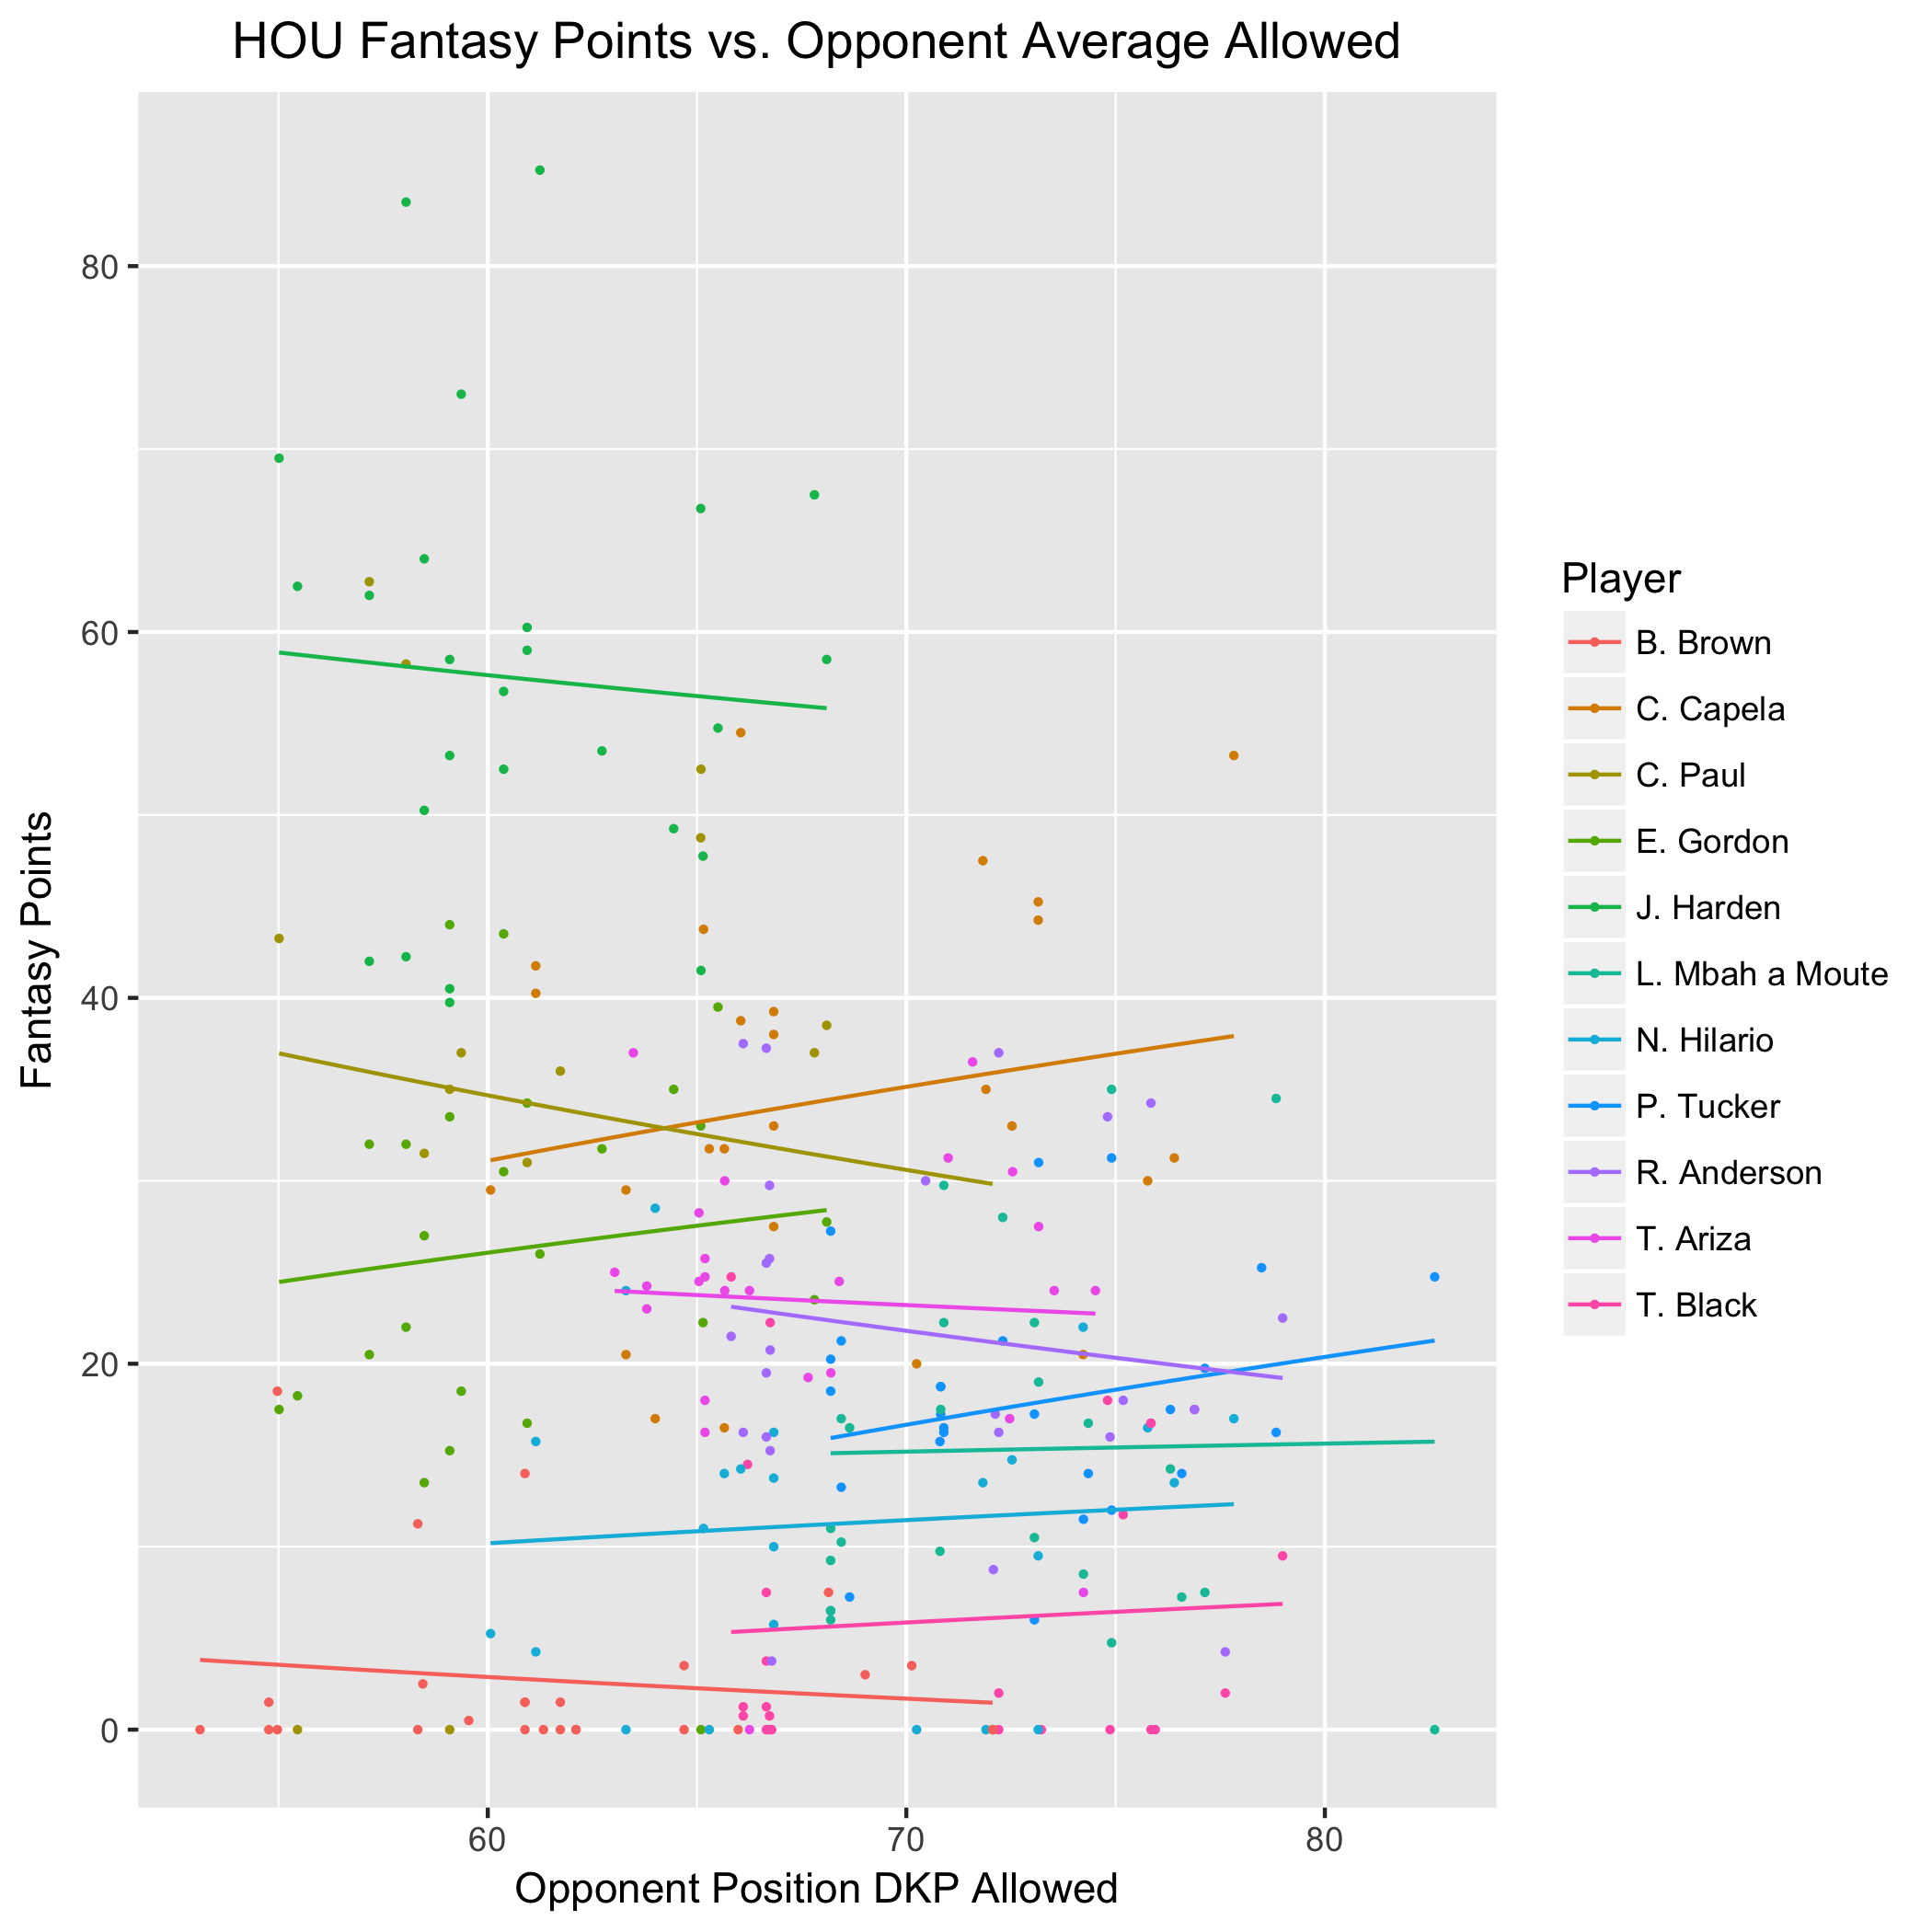 HOU Fantasy Points vs. Opponent Average Allowed
Fantasy Points
80
60
40
20
0
60 70 80
Opponent Position DKP Allowed
Player
B. Brown
C. Capela
C. Paul
E. Gordon
J. Harden
L. Mbah a Moute
N. Hilario
P. Tucker
R. Anderson
T. Ariza
T. Black